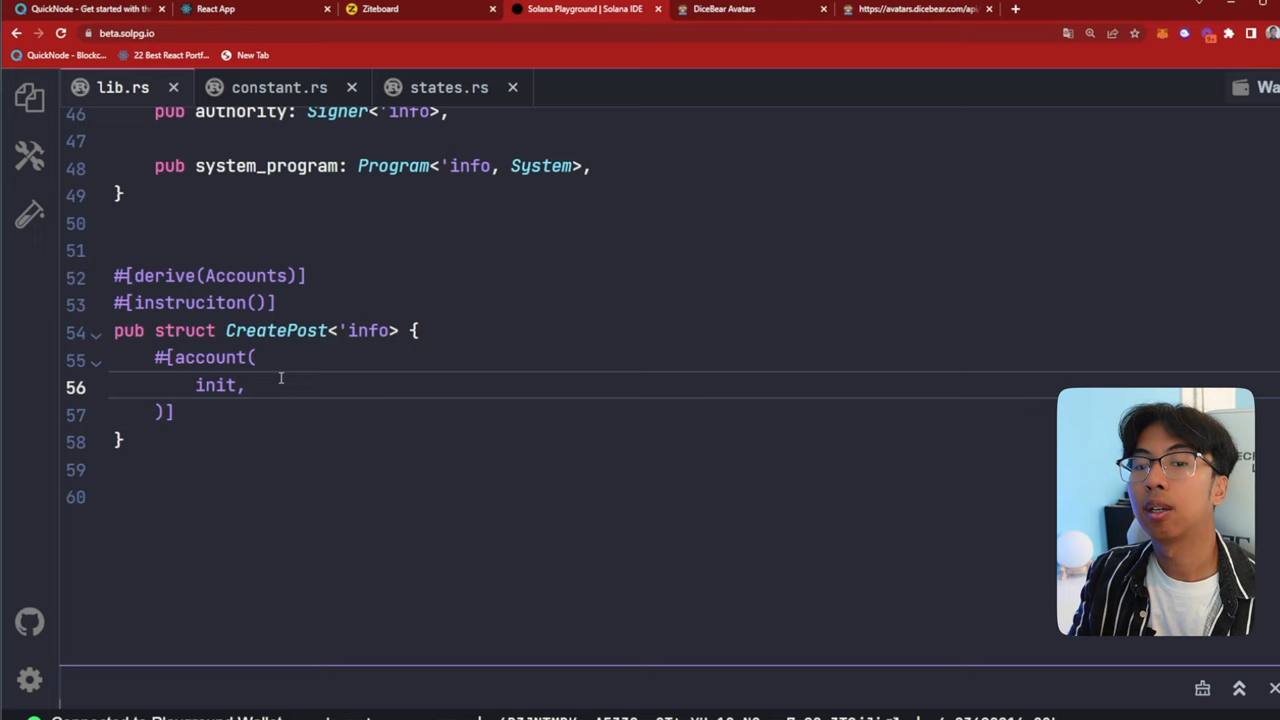 QuickNode - Get started with th
React App
Ziteboard
Solana Playground | Solana IDE
DiceBear Avatars
https://avatars.dicebear.com/api
beta.solpg.io
QuickNode - Blockc...
22 Best React Portf...
New Tab
lib.rs
constant.rs
states.rs
Wa
46 pub authority: Signer<'info>,
47
48 pub system_program: Program<'info, System>,
49 }
50
51
52 #[derive(Accounts)]
53 #[instruciton()]
54 pub struct CreatePost<'info> {
55 #[account(
56 init,
57 )]
58 }
59
60